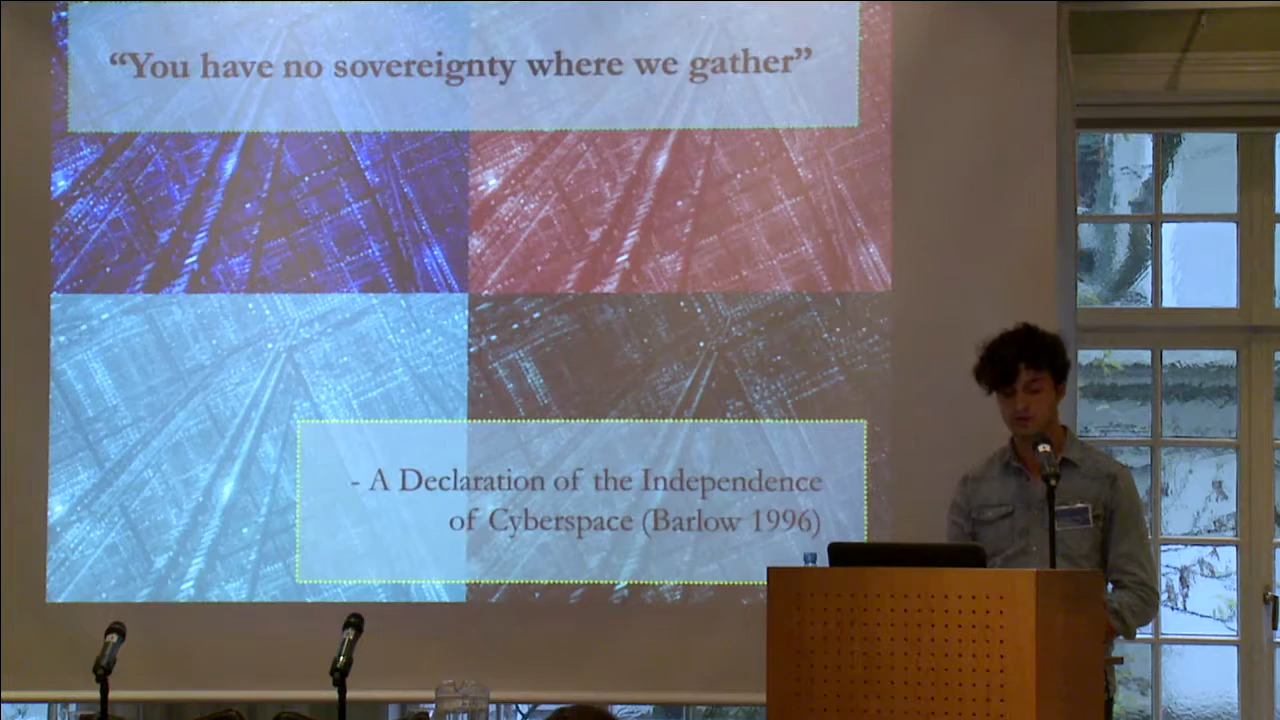 “You have no sovereignty where we gather”
- A Declaration of the Independence
of Cyberspace (Barlow 1996)